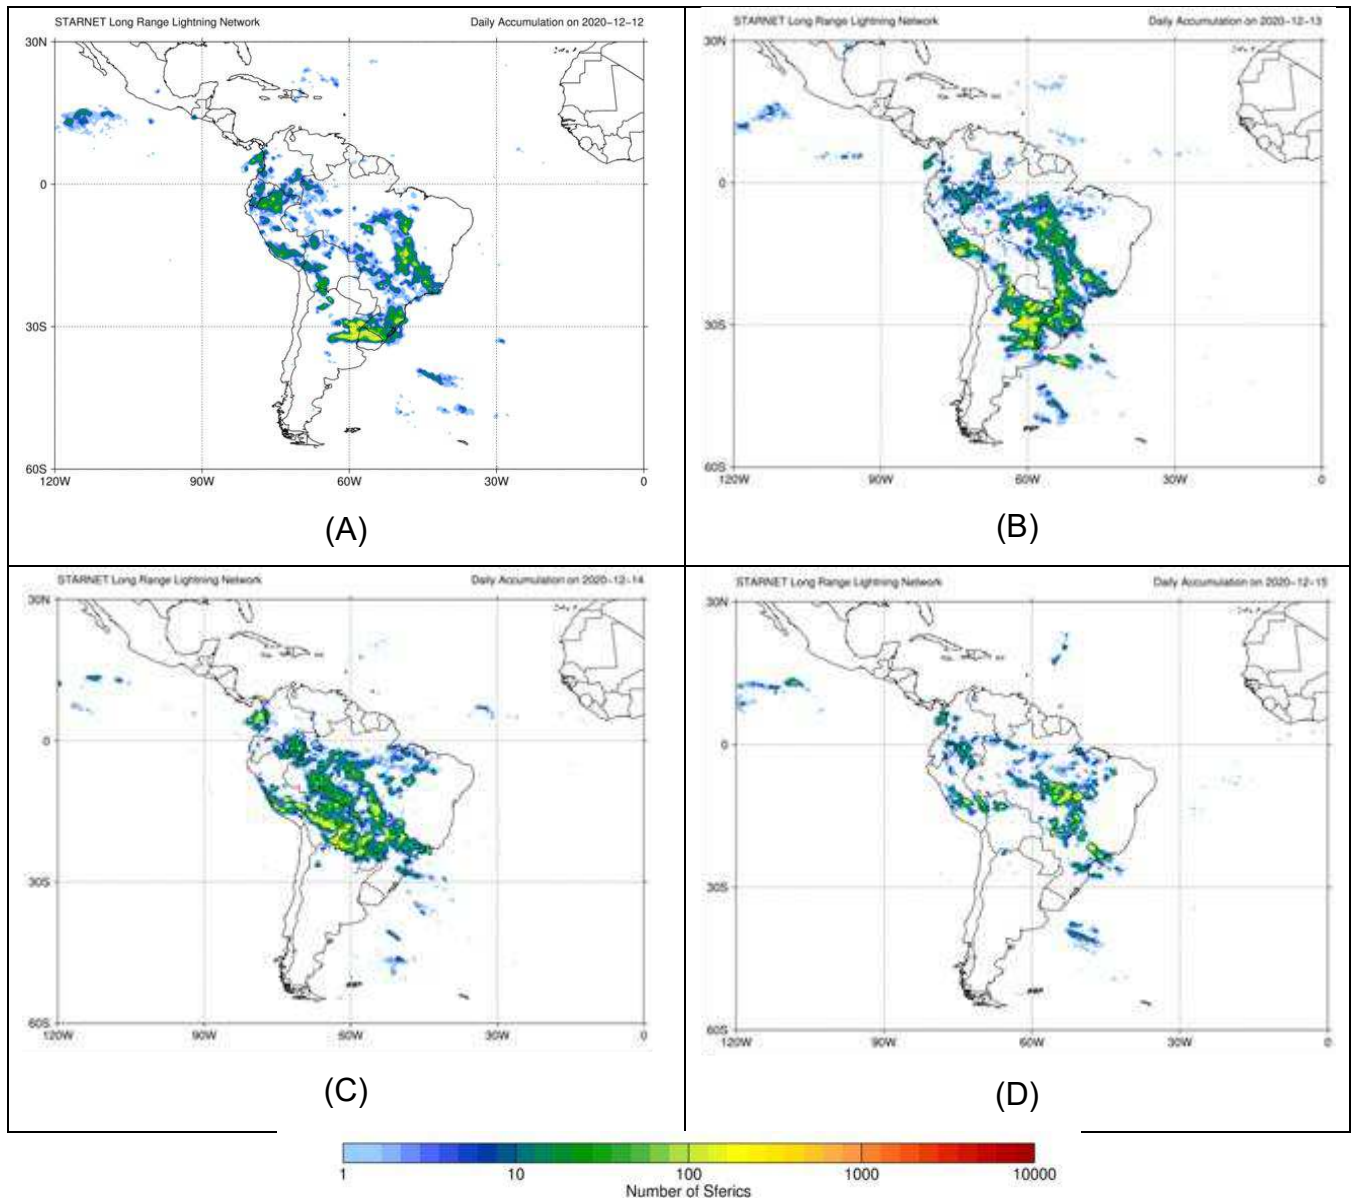 STARNET Long Range Lightning Network Daily Accumulation on 2020-12-12
30N
0
30S
60S
120W 90W 60W 30W 0
(A)
STARNET Long Range Lightning Network Daily Accumulation on 2020-12-13
30N
0
30S
60S
120W 90W 60W 30W 0
(B)
STARNET Long Range Lightning Network Daily Accumulation on 2020-12-14
30N
0
30S
60S
120W 90W 60W 30W 0
(C)
STARNET Long Range Lightning Network Daily Accumulation on 2020-12-15
30N
0
30S
60S
120W 90W 60W 30W 0
(D)
1 10 100 1000 10000
Number of Sferics